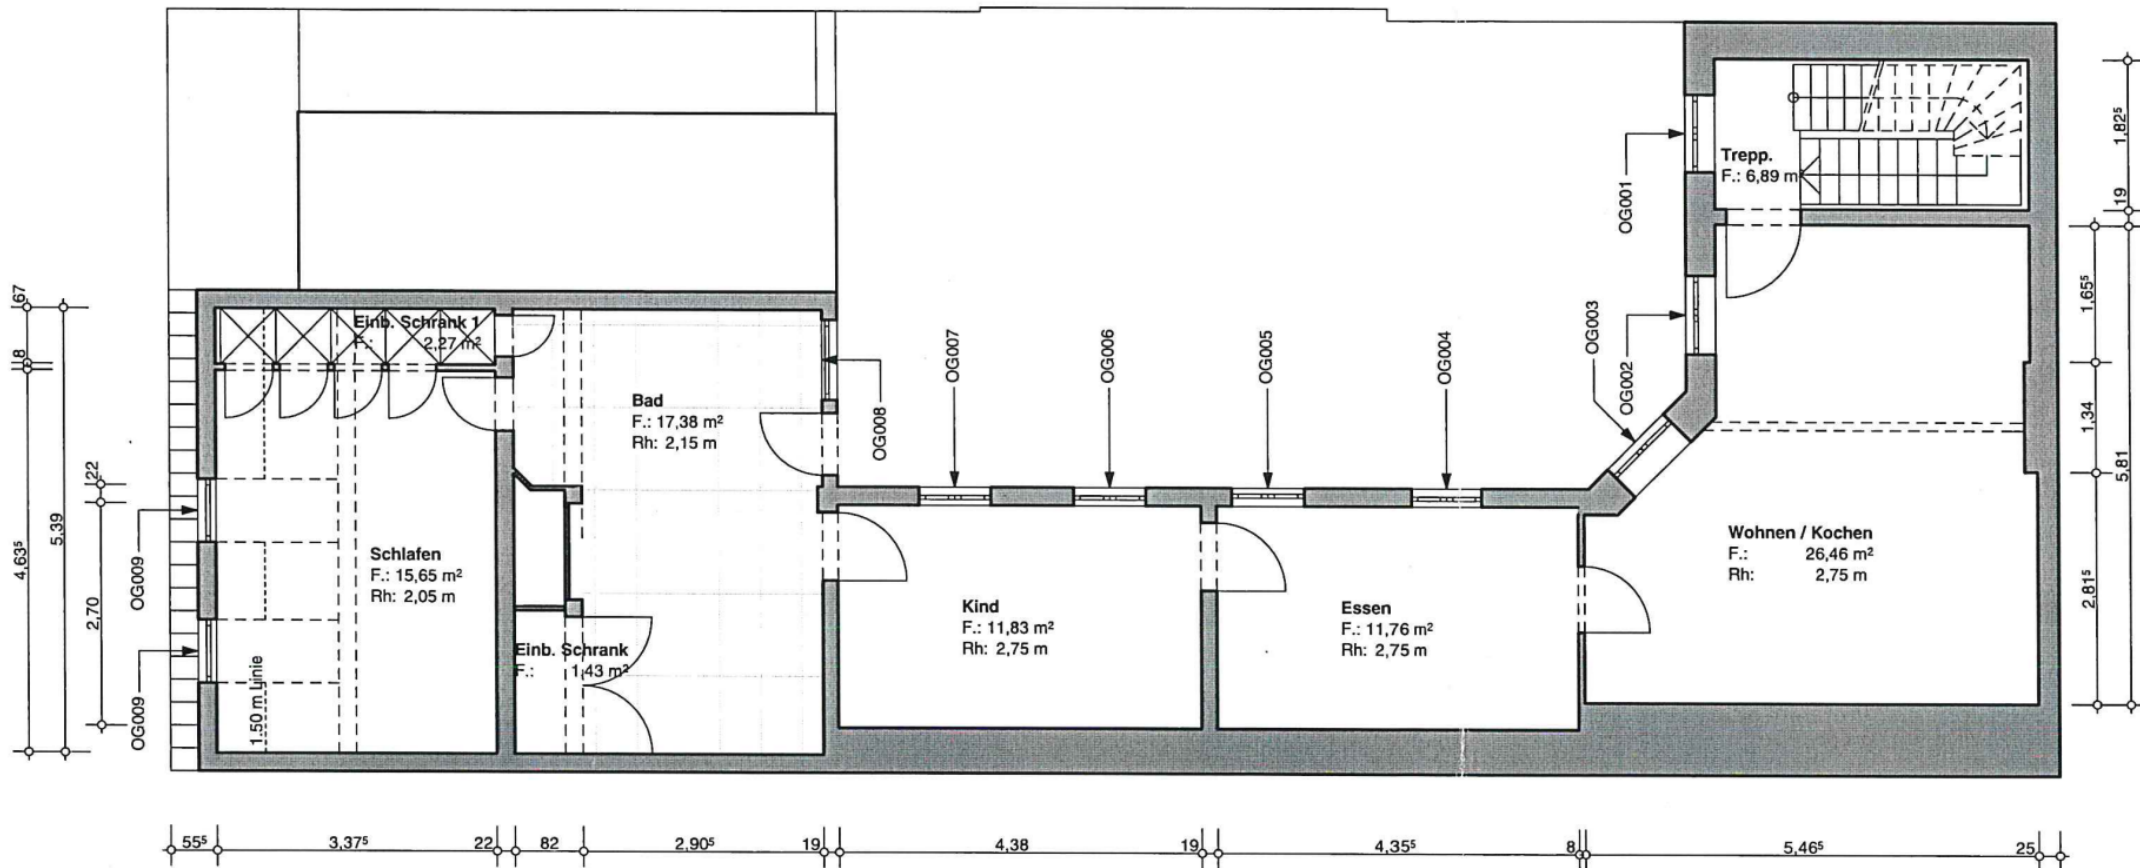 Trepp.
F.: 6,89 m²
OG001
OG002
OG003
OG004
OG005
OG006
OG007
OG008
OG009
OG009
Einb. Schrank 1
F.: 2,27 m²
Bad
F.: 17,38 m²
Rh: 2,15 m
Schlafen
F.: 15,65 m²
Rh: 2,05 m
1.50 m Linie
Einb. Schrank
F.: 1,43 m²
Kind
F.: 11,83 m²
Rh: 2,75 m
Essen
F.: 11,76 m²
Rh: 2,75 m
Wohnen / Kochen
F.: 26,46 m²
Rh: 2,75 m
67
8
4,63⁵
5,39
22
2,70
1,82⁵
19
1,65⁵
1,34
5,81
2,81⁵
55⁵ 3,37⁵ 22 82 2,90⁵ 19 4,38 19 4,35⁵ 8 5,46⁵ 25